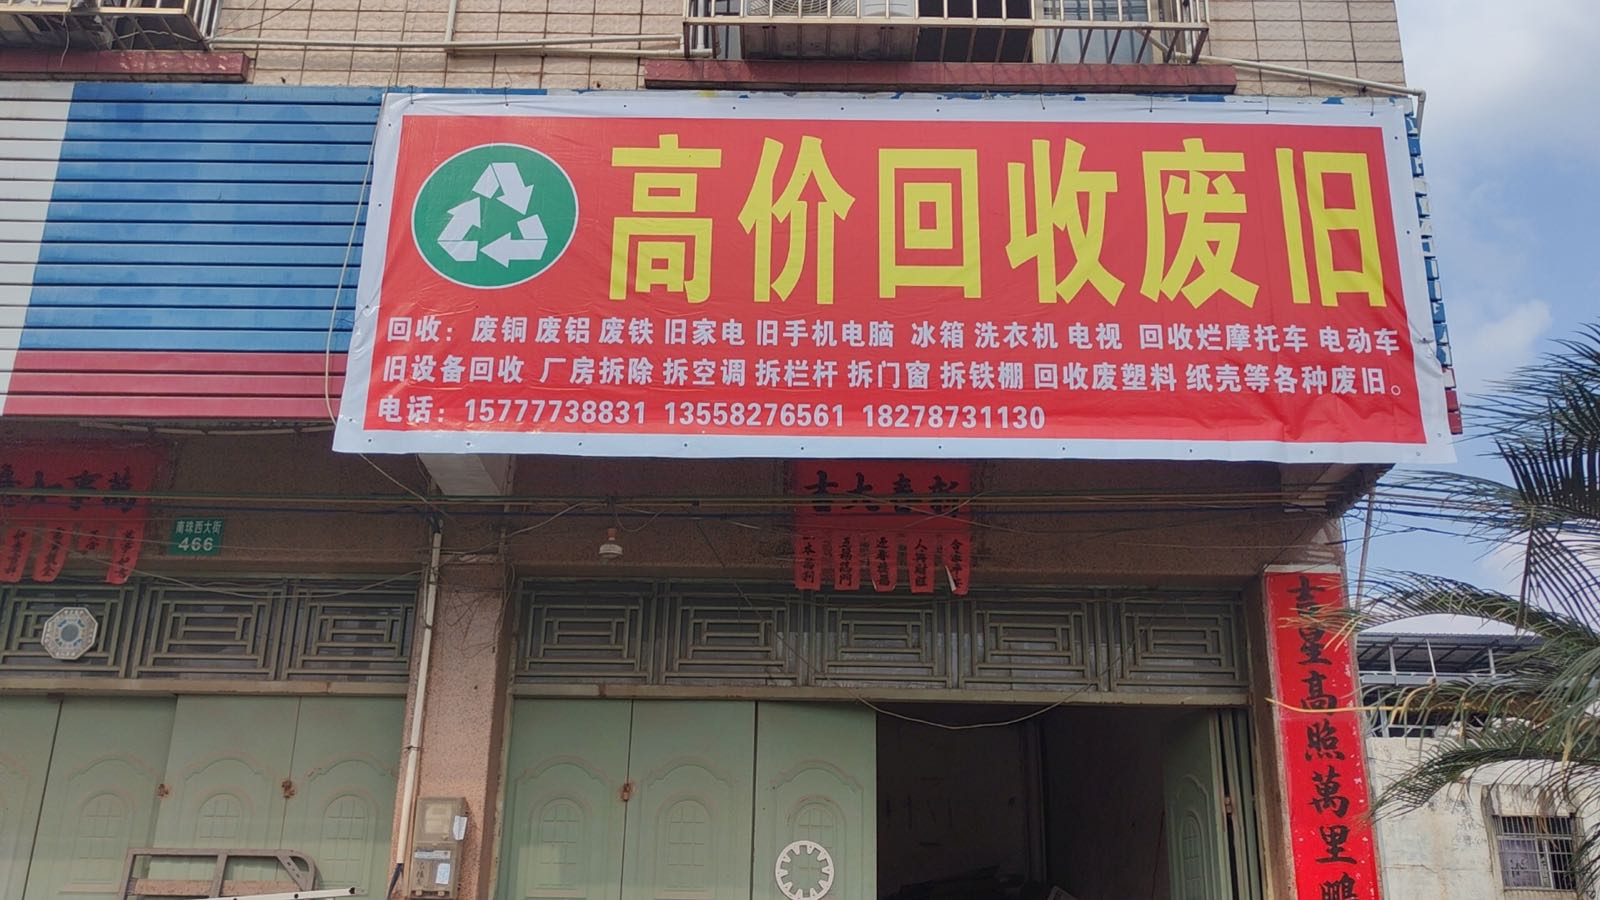 高价回收废旧
回收：废铜 废铝 废铁 旧家电 旧手机电脑 冰箱 洗衣机 电视 回收烂摩托车 电动车
旧设备回收 厂房拆除 拆空调 拆栏杆 拆门窗 拆铁棚 回收废塑料 纸壳等各种废旧。
电话：15777738831 13558276561 18278731130
南珠西大街
466
吉星高照萬里鹏